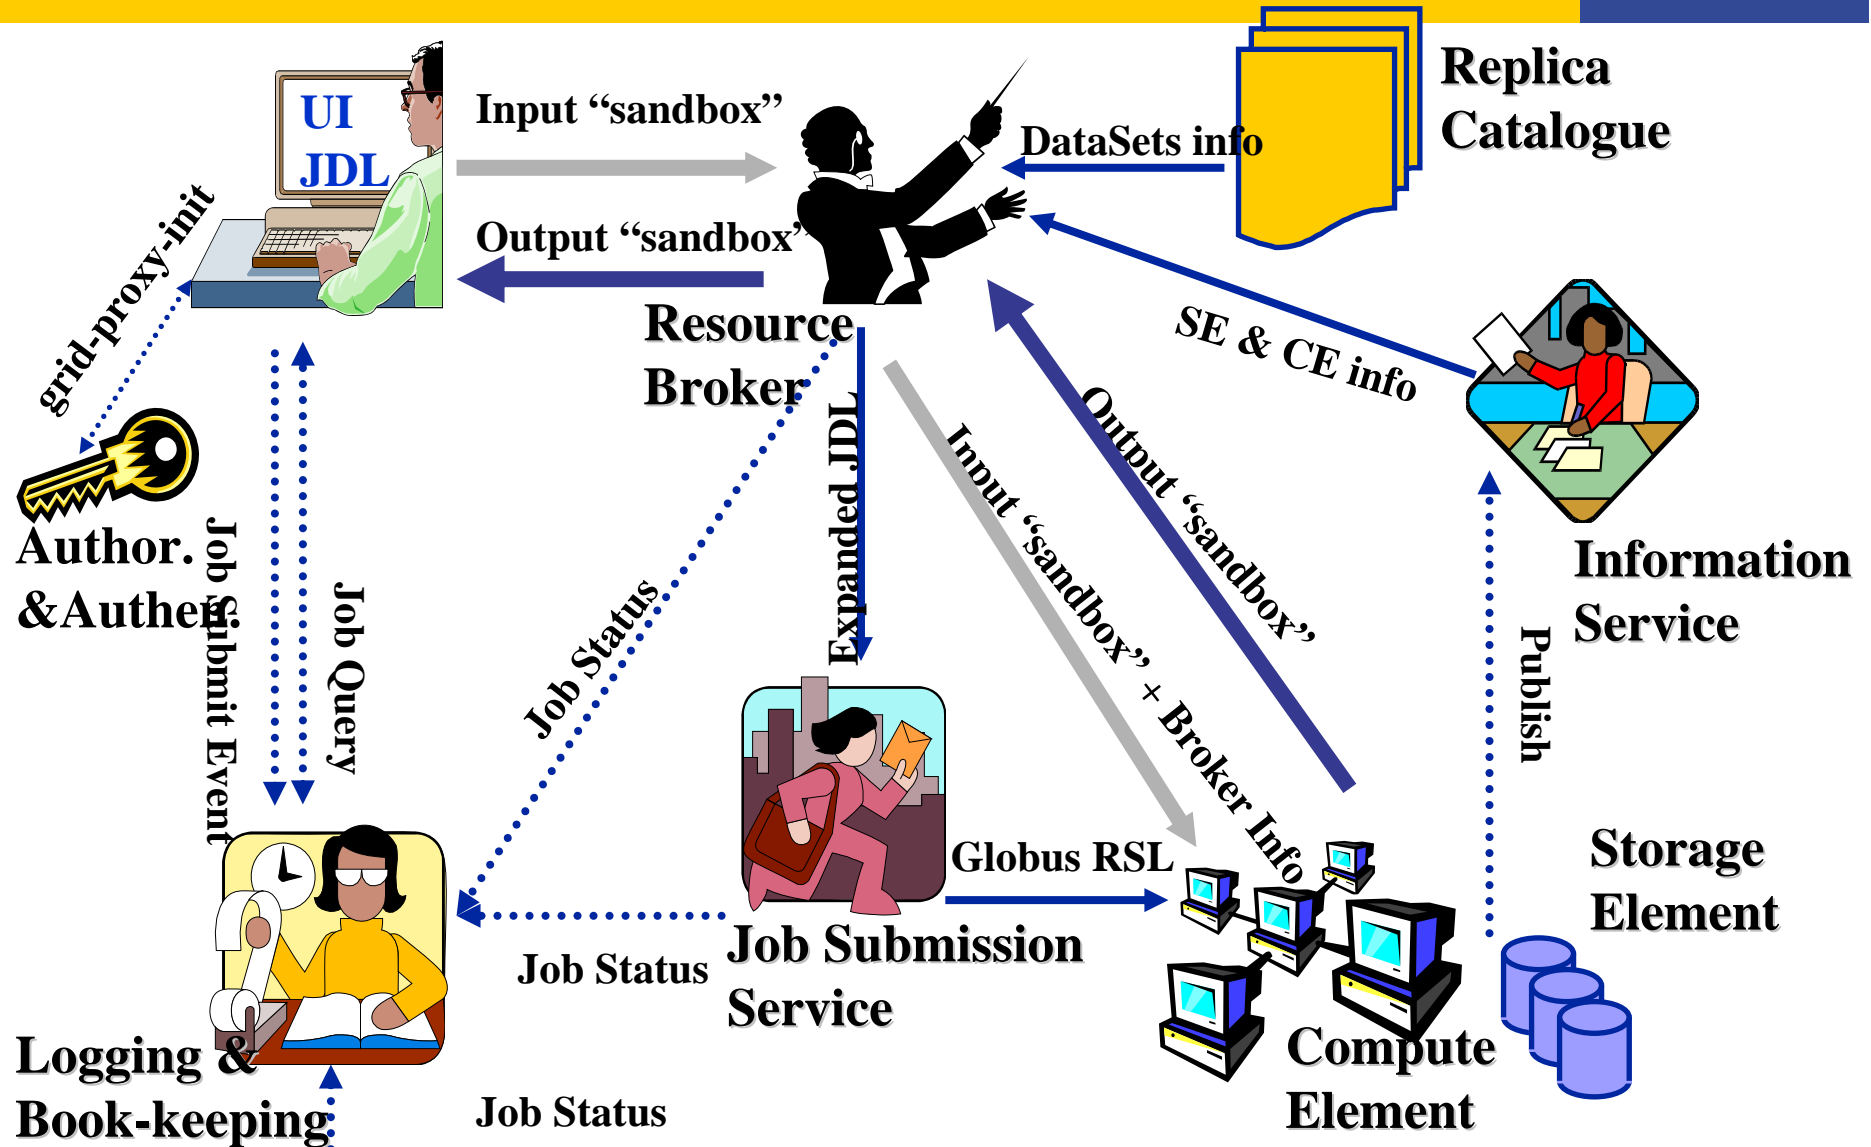 UI
JDL
Input “sandbox”
DataSets info
Replica
Catalogue
grid-proxy-init
Output “sandbox”
Resource
Broker
SE & CE info
Expanded JDL
Input “sandbox” + Broker Info
Output “sandbox”
Author.
&Authen.
Job Submit Event
Job Query
Job Status
Information
Service
Publish
Globus RSL
Storage
Element
Job Status
Job Submission
Service
Compute
Element
Logging &
Book-keeping
Job Status